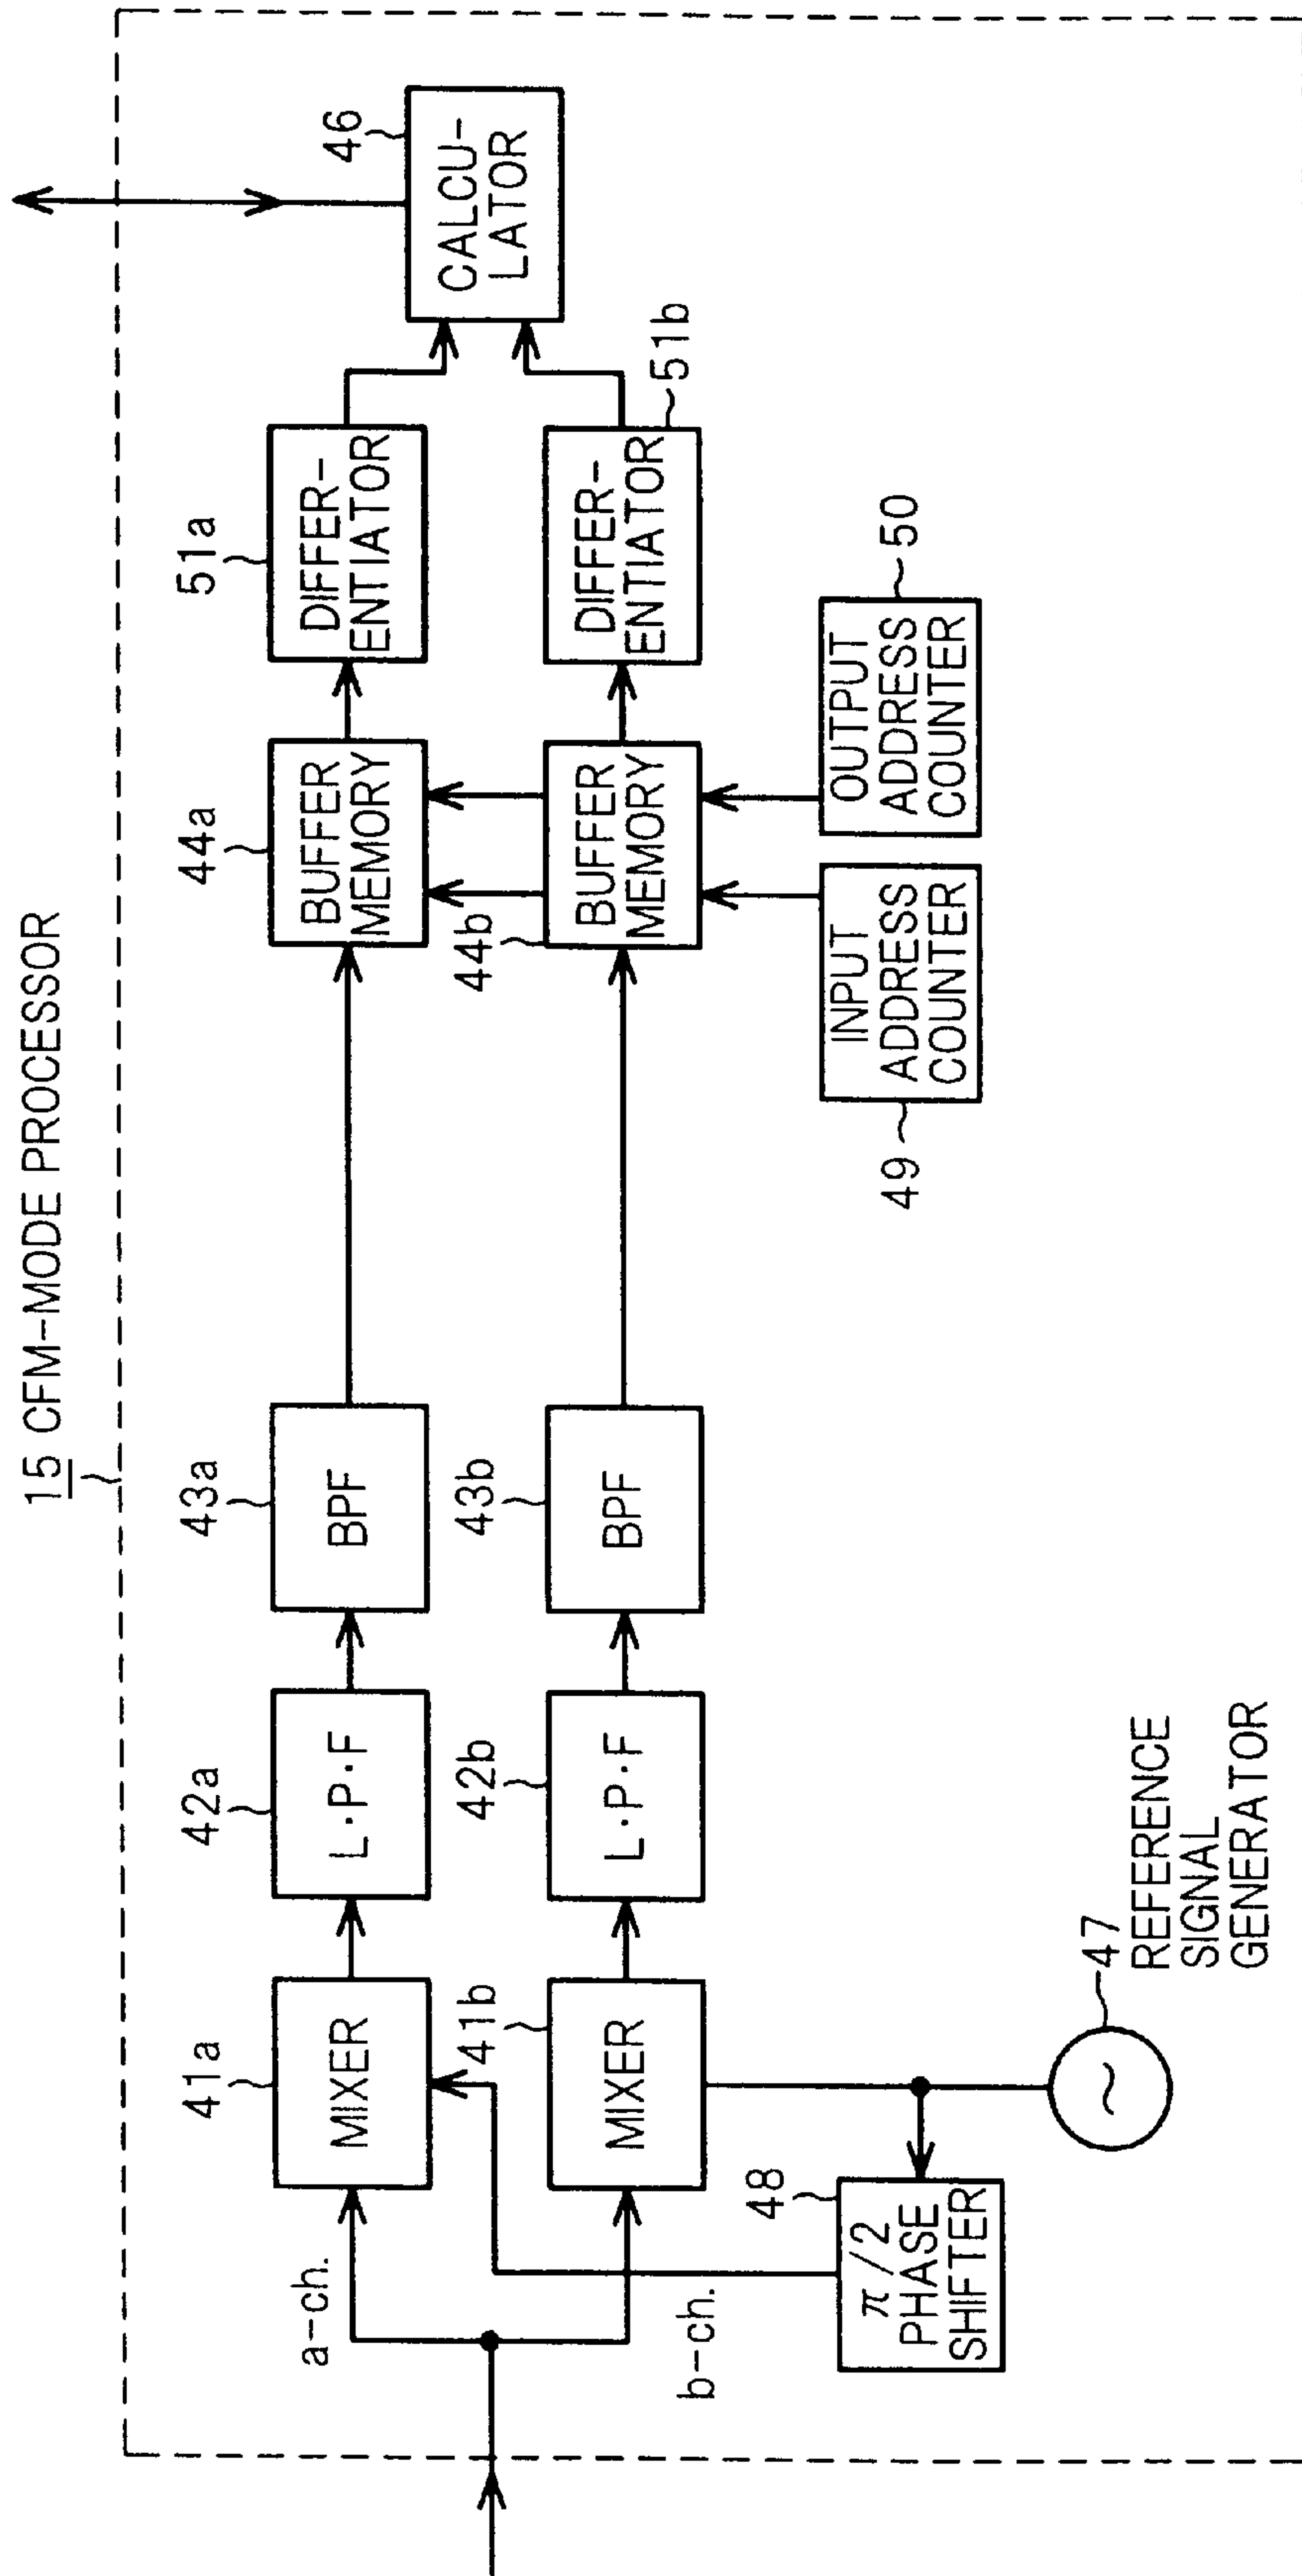 15 CFM-MODE PROCESSOR
a-ch.
41a
MIXER
42a
L·P·F
43a
BPF
44a
BUFFER
MEMORY
51a
DIFFER-
ENTIATOR
46
CALCU-
LATOR
b-ch.
41b
MIXER
42b
L·P·F
43b
BPF
44b
BUFFER
MEMORY
DIFFER-
ENTIATOR
51b
48
π/2
PHASE
SHIFTER
47
REFERENCE
SIGNAL
GENERATOR
49
INPUT
ADDRESS
COUNTER
OUTPUT
ADDRESS
COUNTER
50